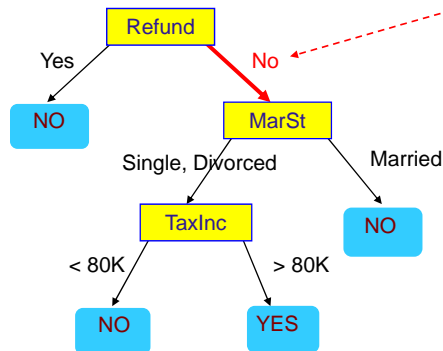 Refund
Yes
No
NO
MarSt
Single, Divorced
Married
TaxInc
NO
< 80K
> 80K
NO
YES